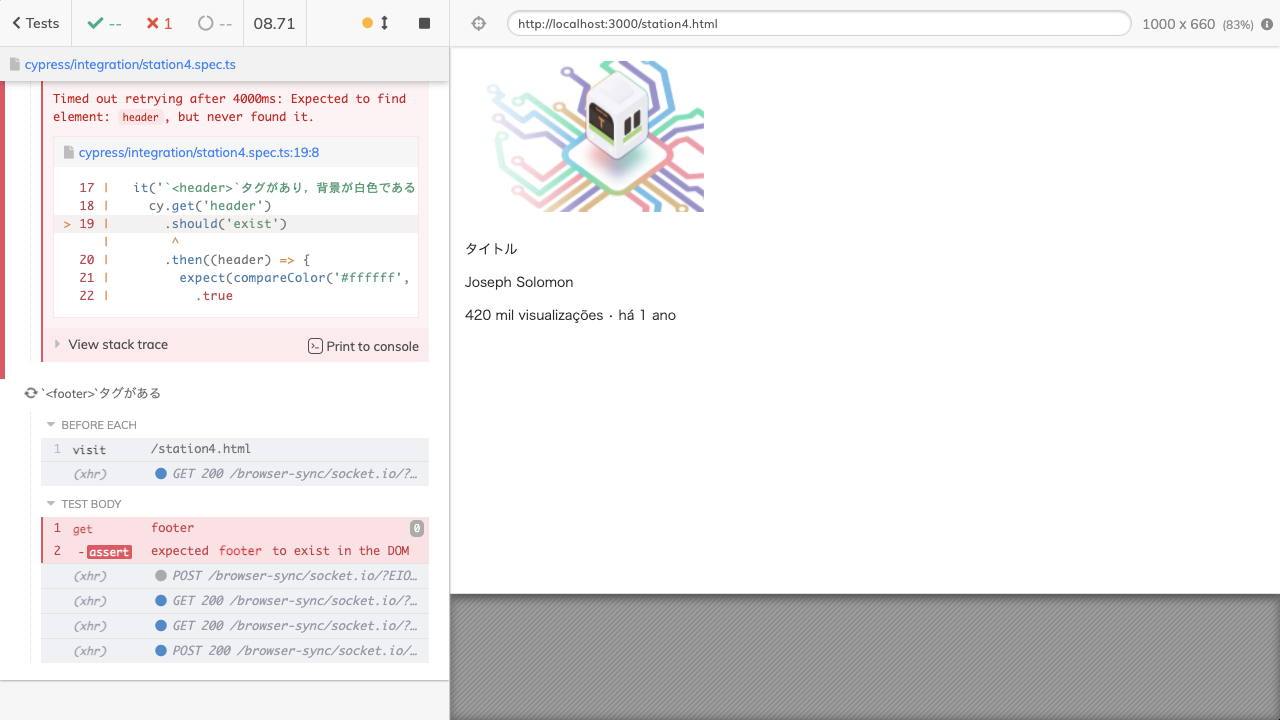 Tests -- 1 -- 08.71
http://localhost:3000/station4.html 1000 x 660 (83%)
cypress/integration/station4.spec.ts
Timed out retrying after 4000ms: Expected to find
element: header, but never found it.
cypress/integration/station4.spec.ts:19:8
17 | it('`<header>`タグがあり，背景が白色である
18 | cy.get('header')
> 19 | .should('exist')
| ^
20 | .then((header) => {
21 | expect(compareColor('#ffffff',
22 | .true
View stack trace
Print to console
`<footer>`タグがある
BEFORE EACH
1 visit /station4.html
(xhr) GET 200 /browser-sync/socket.io/?…
TEST BODY
1 get footer 0
2 -assert expected footer to exist in the DOM
(xhr) POST /browser-sync/socket.io/?EIO…
(xhr) GET 200 /browser-sync/socket.io/?…
(xhr) GET 200 /browser-sync/socket.io/?…
(xhr) POST 200 /browser-sync/socket.io/…
タイトル
Joseph Solomon
420 mil visualizações・há 1 ano